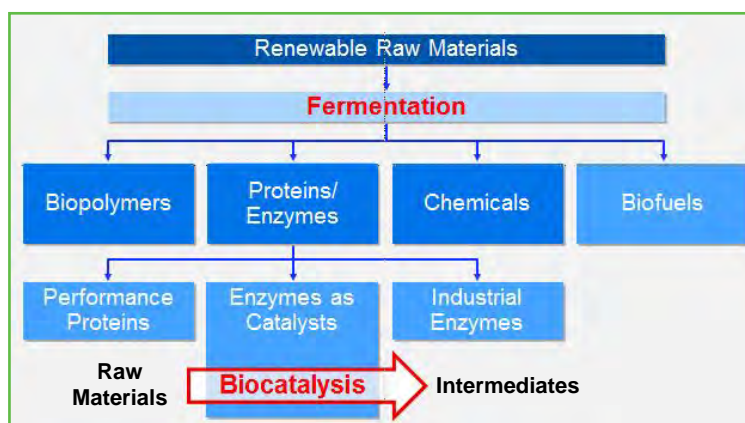 Renewable Raw Materials
Fermentation
Biopolymers
Proteins/
Enzymes
Chemicals
Biofuels
Performance
Proteins
Enzymes as
Catalysts
Industrial
Enzymes
Raw
Materials
Biocatalysis
Intermediates